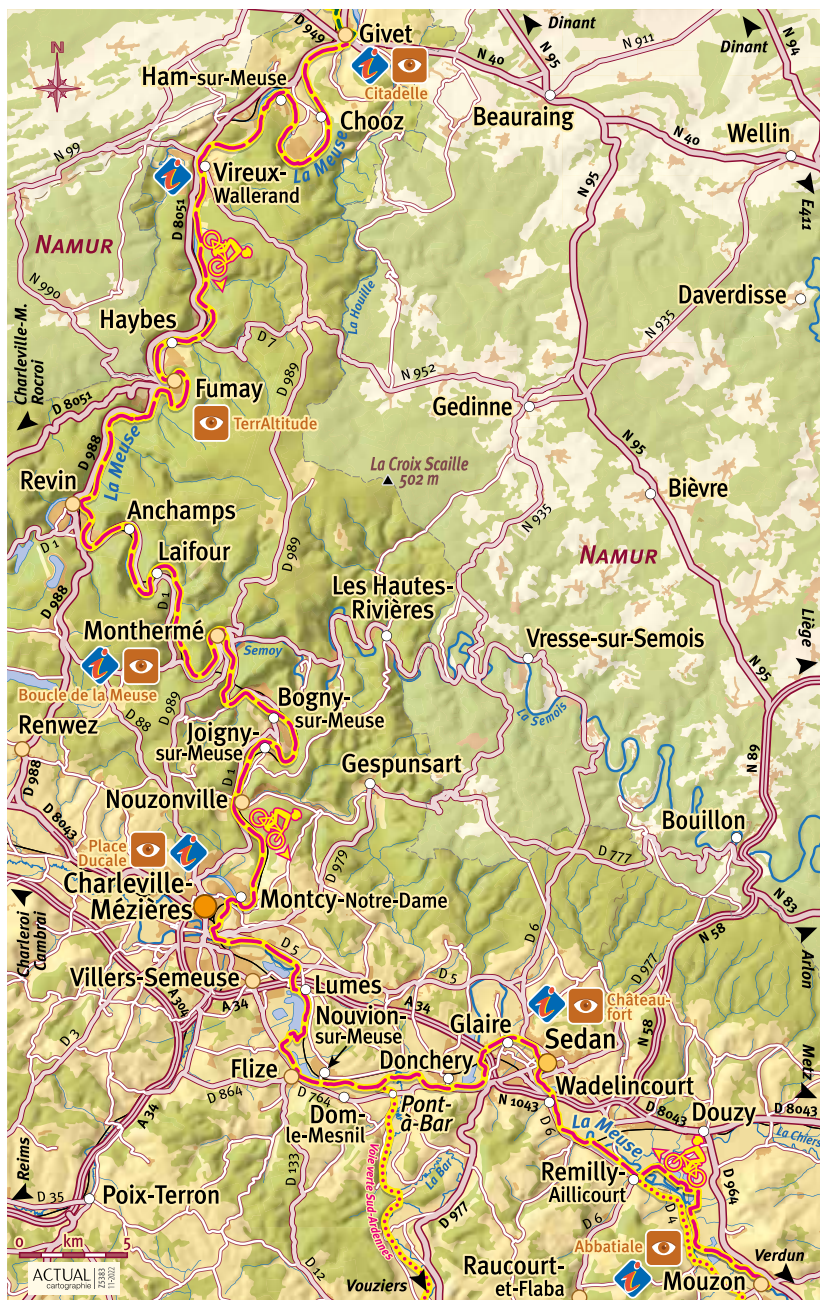 D 949
Givet
Dinant
N 95
N 911
Dinant
N 94
N
N 40
Citadelle
Ham-sur-Meuse
Chooz
Beauraing
Wellin
N 40
La Meuse
N 99
Vireux-
Wallerand
N 95
E411
D 8051
NAMUR
N 990
La Houille
Daverdisse
Haybes
D 7
N 935
Charleville-M.
Rocroi
D 989
N 952
Fumay
D 8051
TerrAltitude
Gedinne
D 988
La Meuse
N 95
La Croix Scaille
502 m
Revin
Bièvre
Anchamps
N 935
D 1
Laifour
D 989
NAMUR
D 988
D 1
Les Hautes-
Rivières
Liège
Monthermé
Semoy
Vresse-sur-Semois
Boucle de la Meuse
D 989
N 95
D 88
Bogny-
sur-Meuse
La Semois
Renwez
Joigny-
sur-Meuse
D 988
D 1
Gespunsart
N 89
Nouzonville
D 8043
Bouillon
Place
Ducale
D 979
D 777
Charleville-
Mézières
Montcy-Notre-Dame
Charleroi
Cambrai
N 83
N 58
D 6
D 5
Arlon
D 977
Villers-Semeuse
Lumes
D 5
A 304
A 34
A 34
Château-
fort
Nouvion-
sur-Meuse
Glaire
Sedan
N 58
D 3
Flize
Donchery
Metz
D 864
D 764
Wadelincourt
Dom-
le-Mesnil
Pont-
à-Bar
N 1043
D 8043
Douzy
D 8043
A 34
D 6
La Meuse
La Chiers
Reims
D 133
Voie verte Sud-Ardennes
La Bar
Remilly-
Aillicourt
D 964
D 35
Poix-Terron
D 977
D 6
D 4
0 km 5
Abbatiale
Verdun
D 12
Vouziers
Raucourt-
et-Flaba
Mouzon
ACTUAL
cartographie
Z5383
11-2022